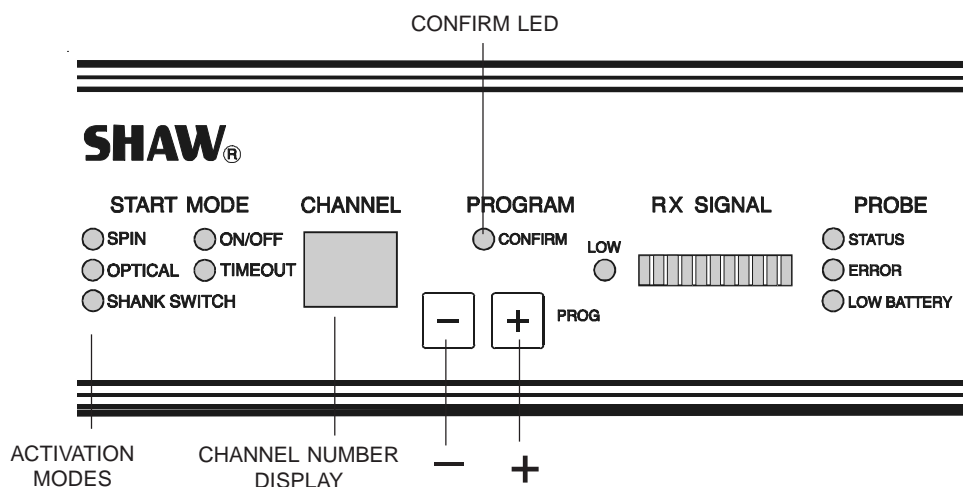 CONFIRM LED
SHAW®
START MODE
CHANNEL
PROGRAM
RX SIGNAL
PROBE
SPIN
ON/OFF
CONFIRM
STATUS
OPTICAL
TIMEOUT
LOW
ERROR
SHANK SWITCH
LOW BATTERY
− +
PROG
ACTIVATION
MODES
CHANNEL NUMBER
DISPLAY
− +